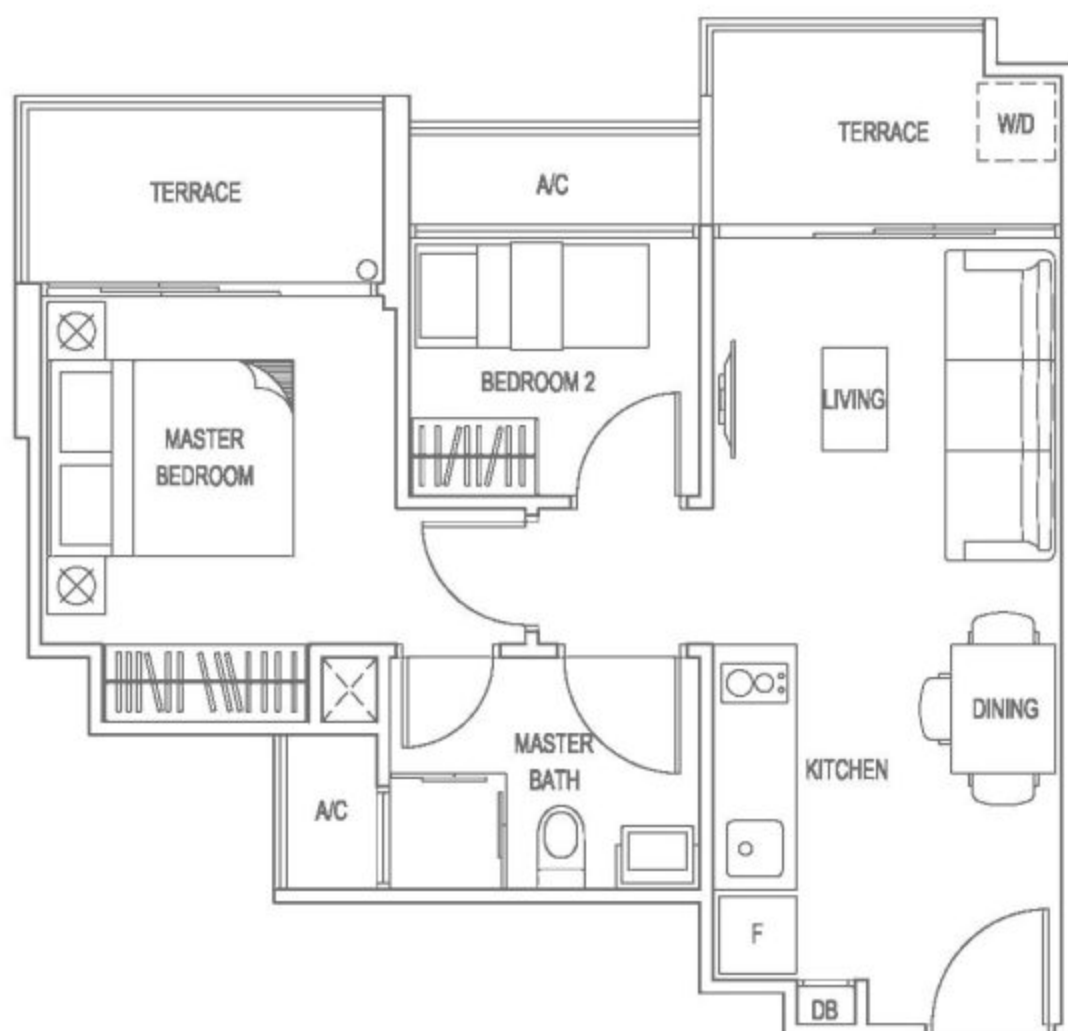 TERRACE
A/C
TERRACE
W/D
BEDROOM 2
LIVING
MASTER
BEDROOM
DINING
MASTER
BATH
KITCHEN
A/C
F
DB